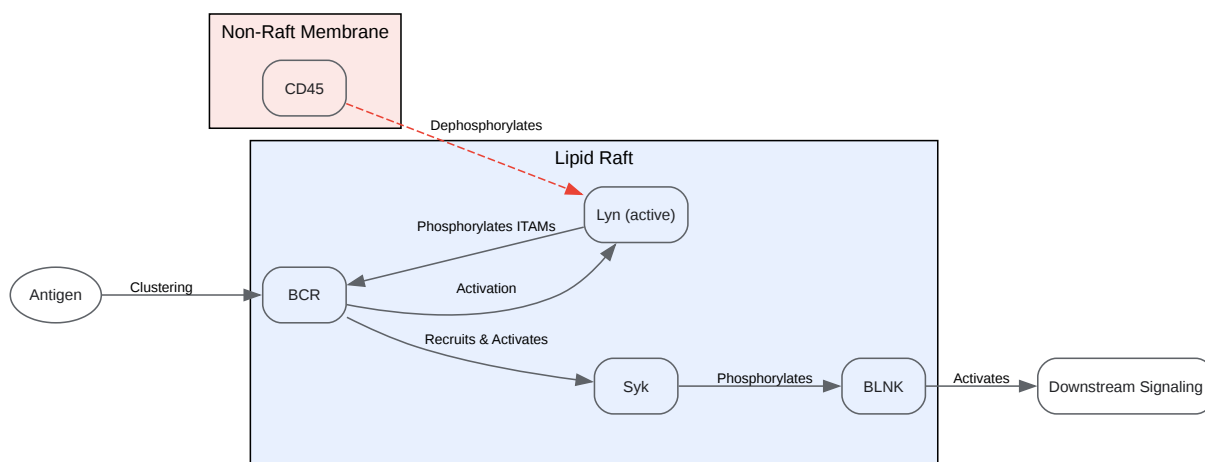 Non-Raft Membrane
CD45
Dephosphorylates
Lipid Raft
Lyn (active)
Phosphorylates ITAMs
Antigen
Clustering
BCR
Activation
Recruits & Activates
Syk
Phosphorylates
BLNK
Activates
Downstream Signaling